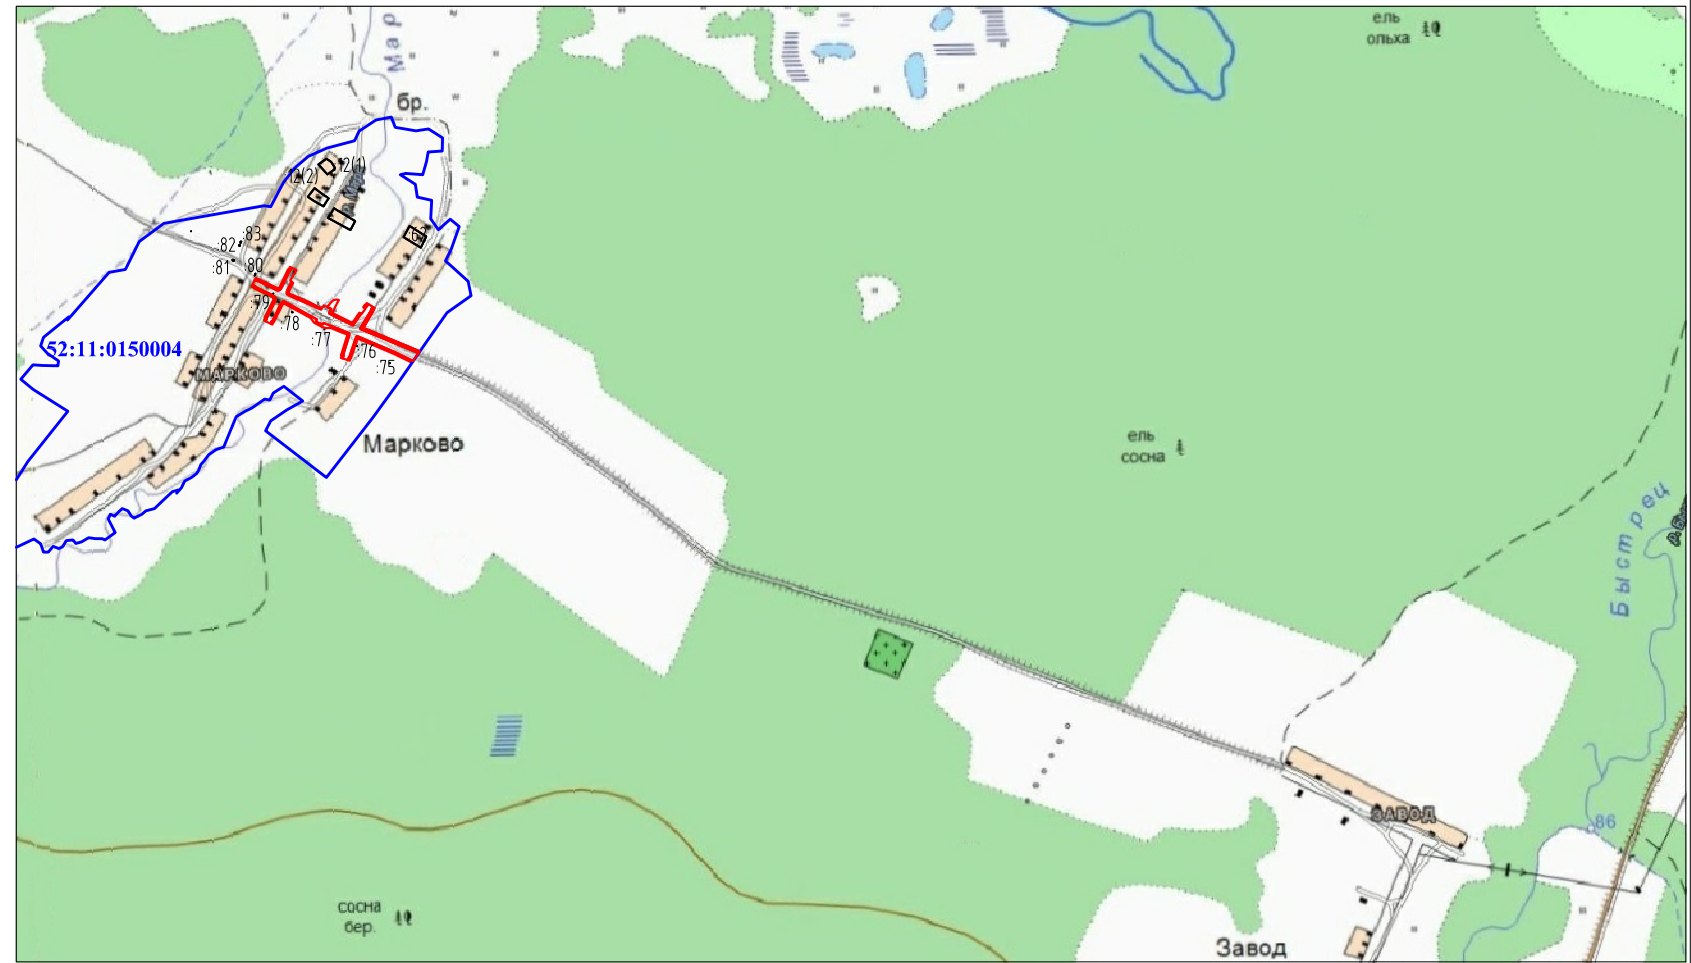 ель
ольха
Мар
бр.
12(1)
12(2)
:83
:82
:81
:80
:79
:78
:77
:76
:75
52:11:0150004
МАРКОВО
Марково
ель
сосна
Быстрец
86
ЗАВОД
сосна
бер.
Завод